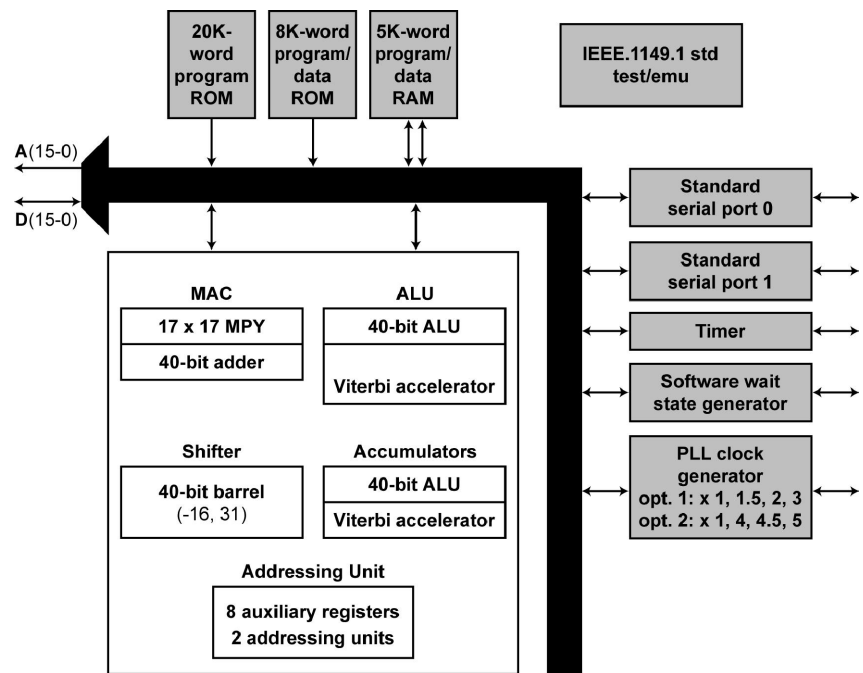 20K-
word
program
ROM
8K-word
program/
data
ROM
5K-word
program/
data
RAM
IEEE.1149.1 std
test/emu
A(15-0)
D(15-0)
Standard
serial port 0
Standard
serial port 1
Timer
Software wait
state generator
PLL clock
generator
opt. 1: x 1, 1.5, 2, 3
opt. 2: x 1, 4, 4.5, 5
MAC
17 x 17 MPY
40-bit adder
ALU
40-bit ALU
Viterbi accelerator
Shifter
40-bit barrel
(-16, 31)
Accumulators
40-bit ALU
Viterbi accelerator
Addressing Unit
8 auxiliary registers
2 addressing units